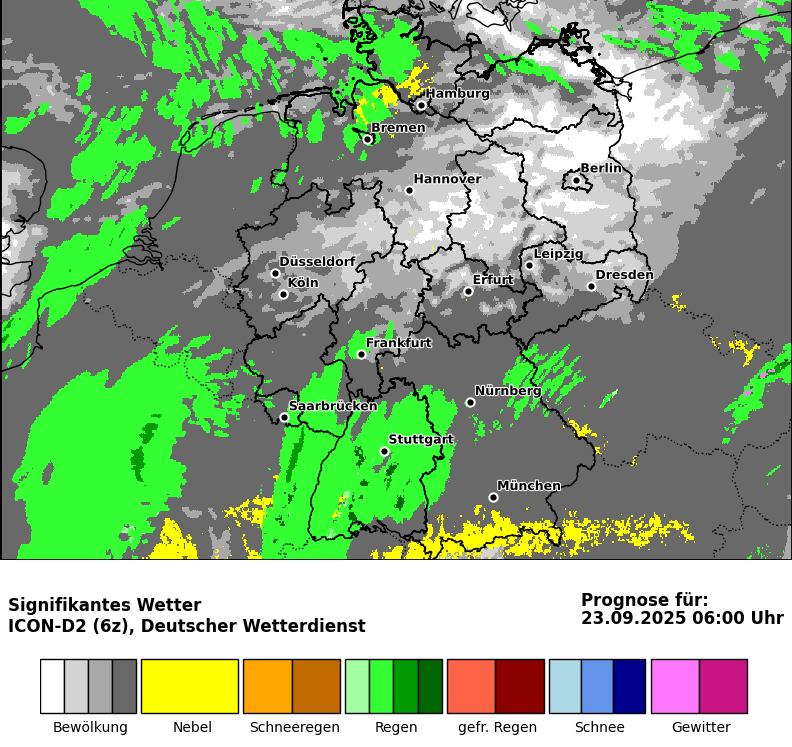 Hamburg
Bremen
Berlin
Hannover
Leipzig
Düsseldorf
Dresden
Erfurt
Köln
Frankfurt
Nürnberg
Saarbrücken
Stuttgart
München
Signifikantes Wetter
ICON-D2 (6z), Deutscher Wetterdienst
Prognose für:
23.09.2025 06:00 Uhr
Bewölkung Nebel Schneeregen Regen gefr. Regen Schnee Gewitter